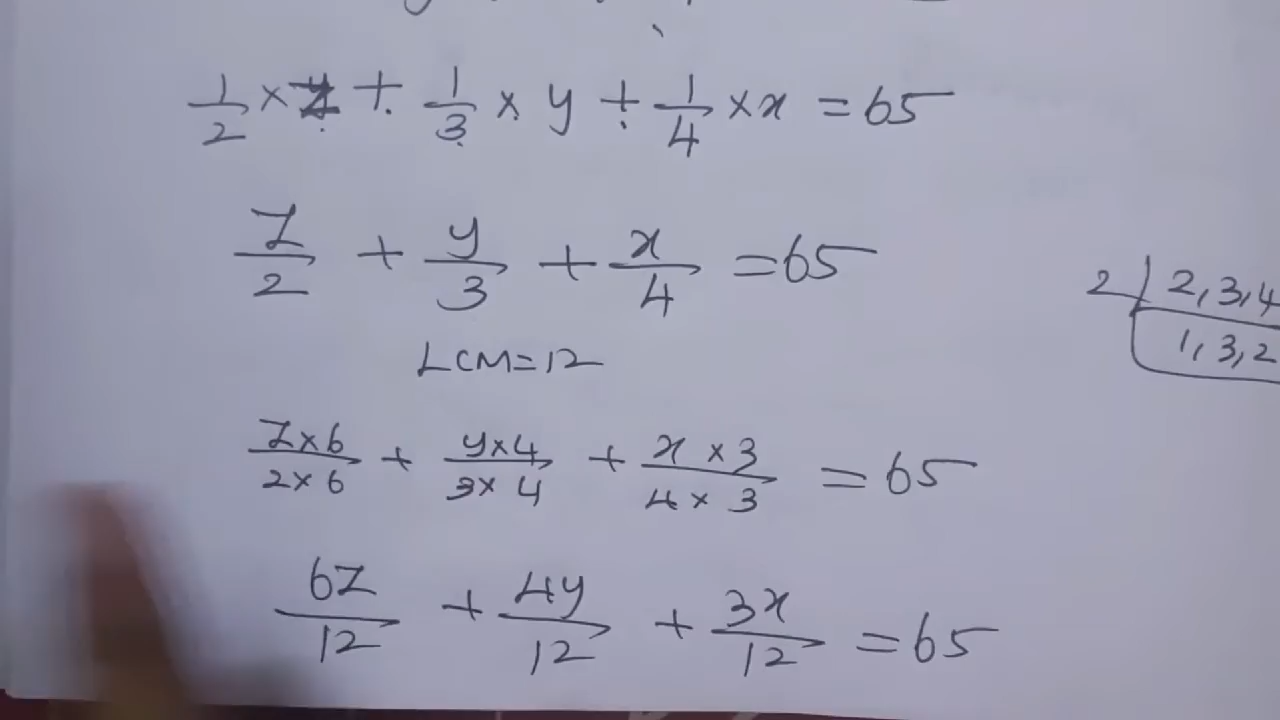 1/2 × z + 1/3 × y + 1/4 × x = 65
z/2 + y/3 + x/4 = 65
2 | 2, 3, 4
1, 3, 2
LCM = 12
z×6/2×6 + y×4/3×4 + x×3/4×3 = 65
6z/12 + 4y/12 + 3x/12 = 65